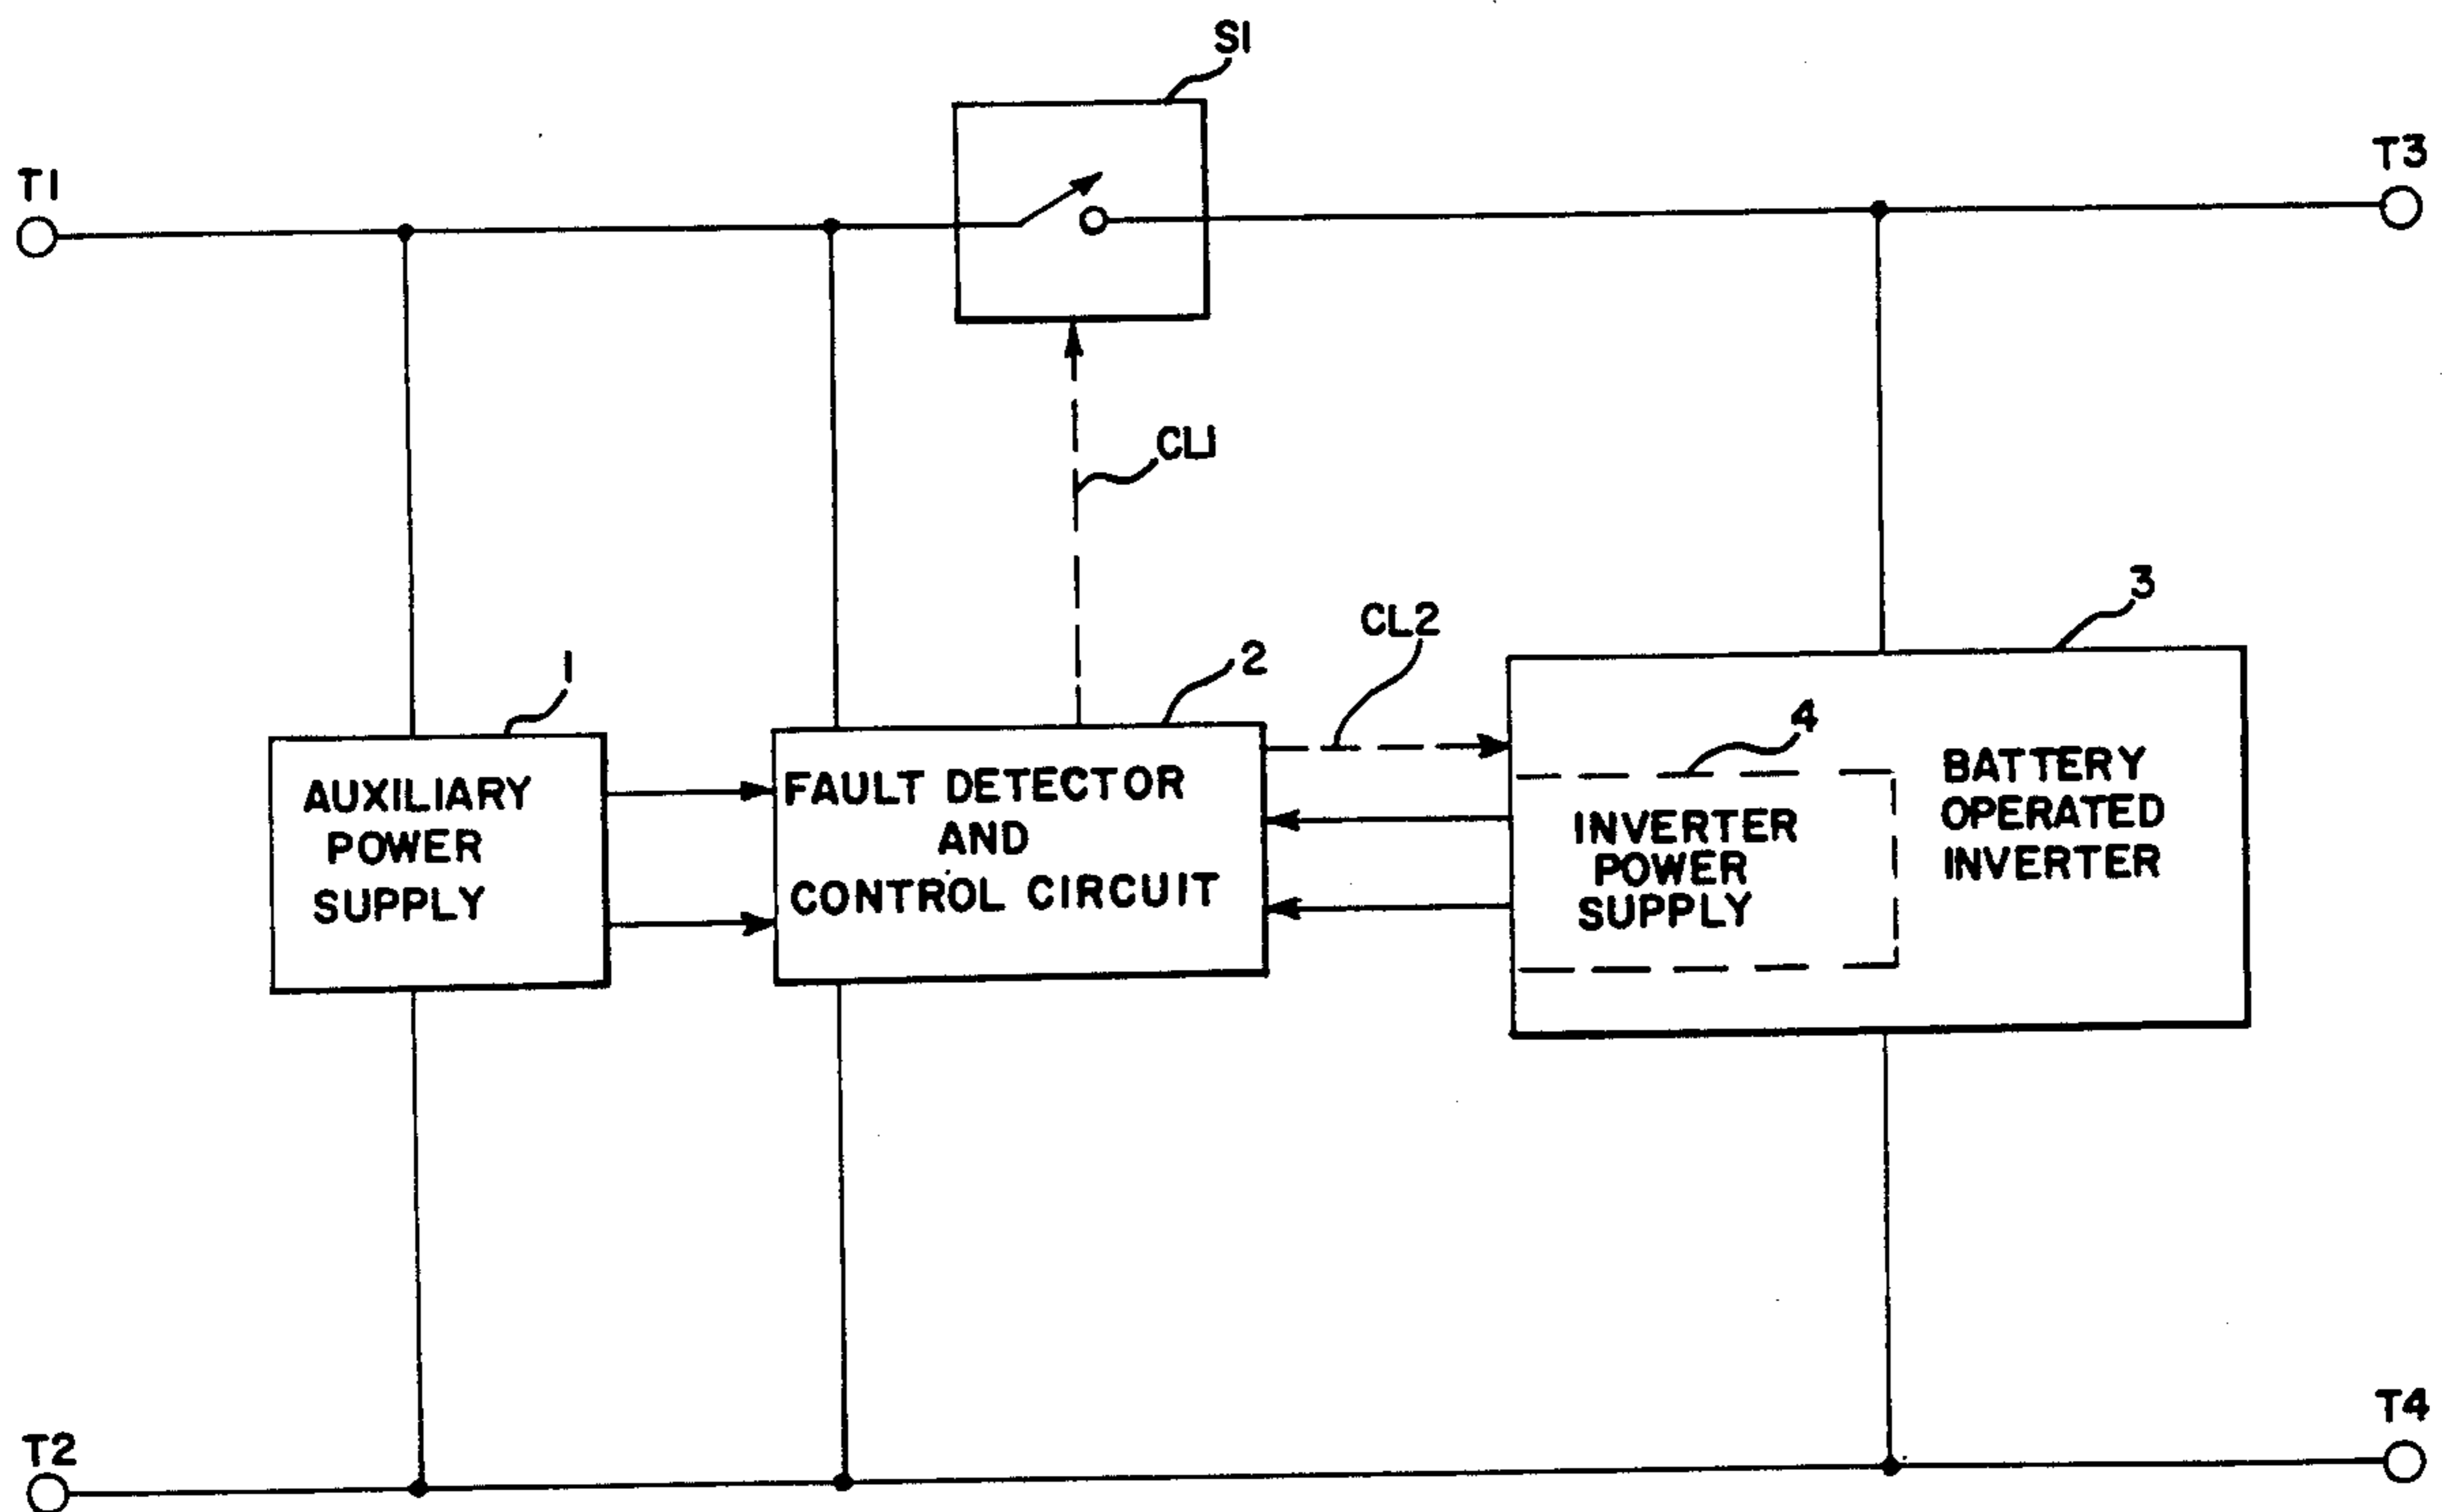 S1
T1
T3
CL1
CL2
1
2
3
4
AUXILIARY
POWER
SUPPLY
FAULT DETECTOR
AND
CONTROL CIRCUIT
INVERTER
POWER
SUPPLY
BATTERY
OPERATED
INVERTER
T2
T4